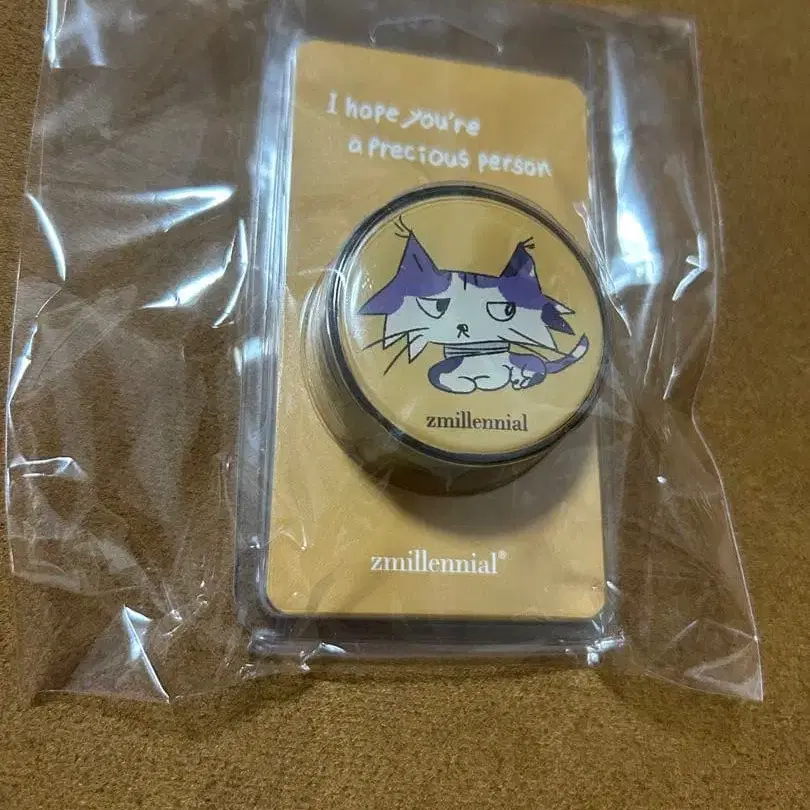 I hope you're
a precious person
zmillennial
zmillennial®